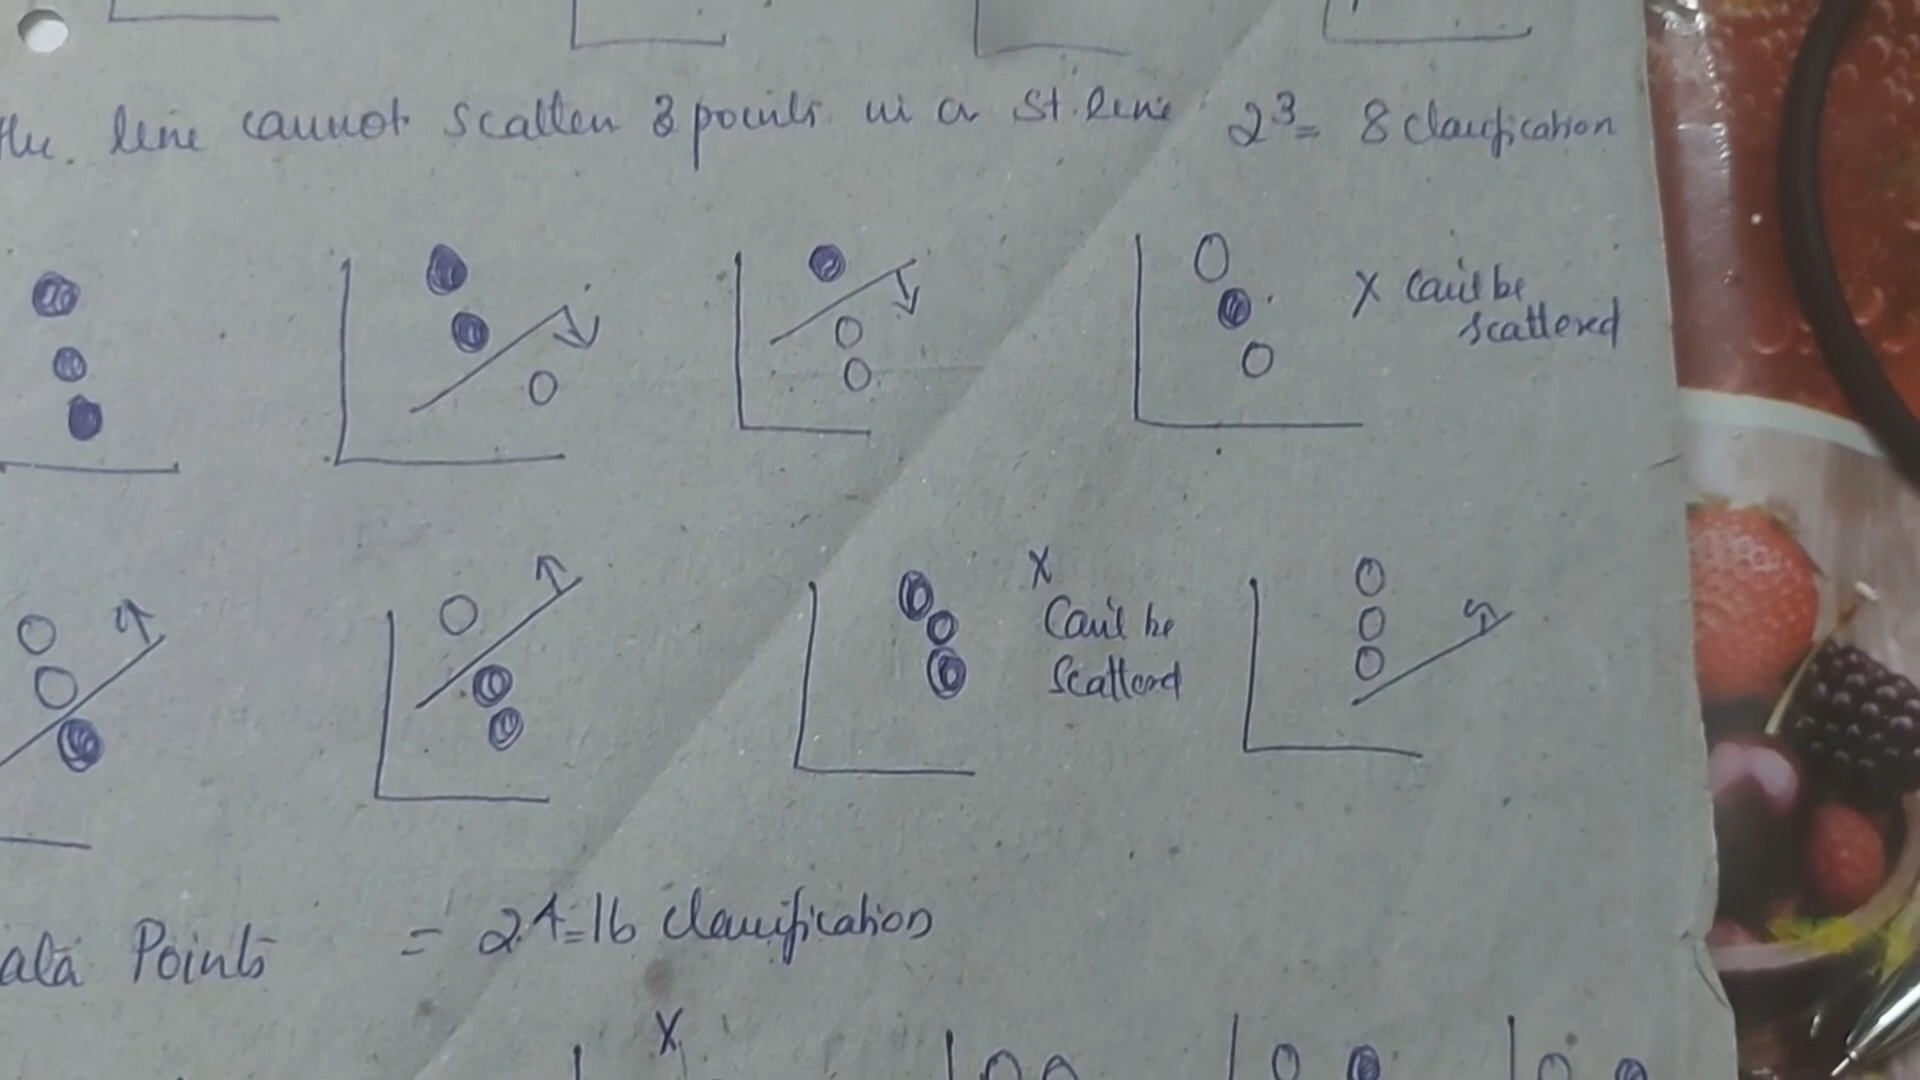 the. line cannot scatter 3 points in a St. line 2³= 8 classification
X Can't be
scattered
X
Can't be
Scattered
ata Points = 2⁴=16 classification
X